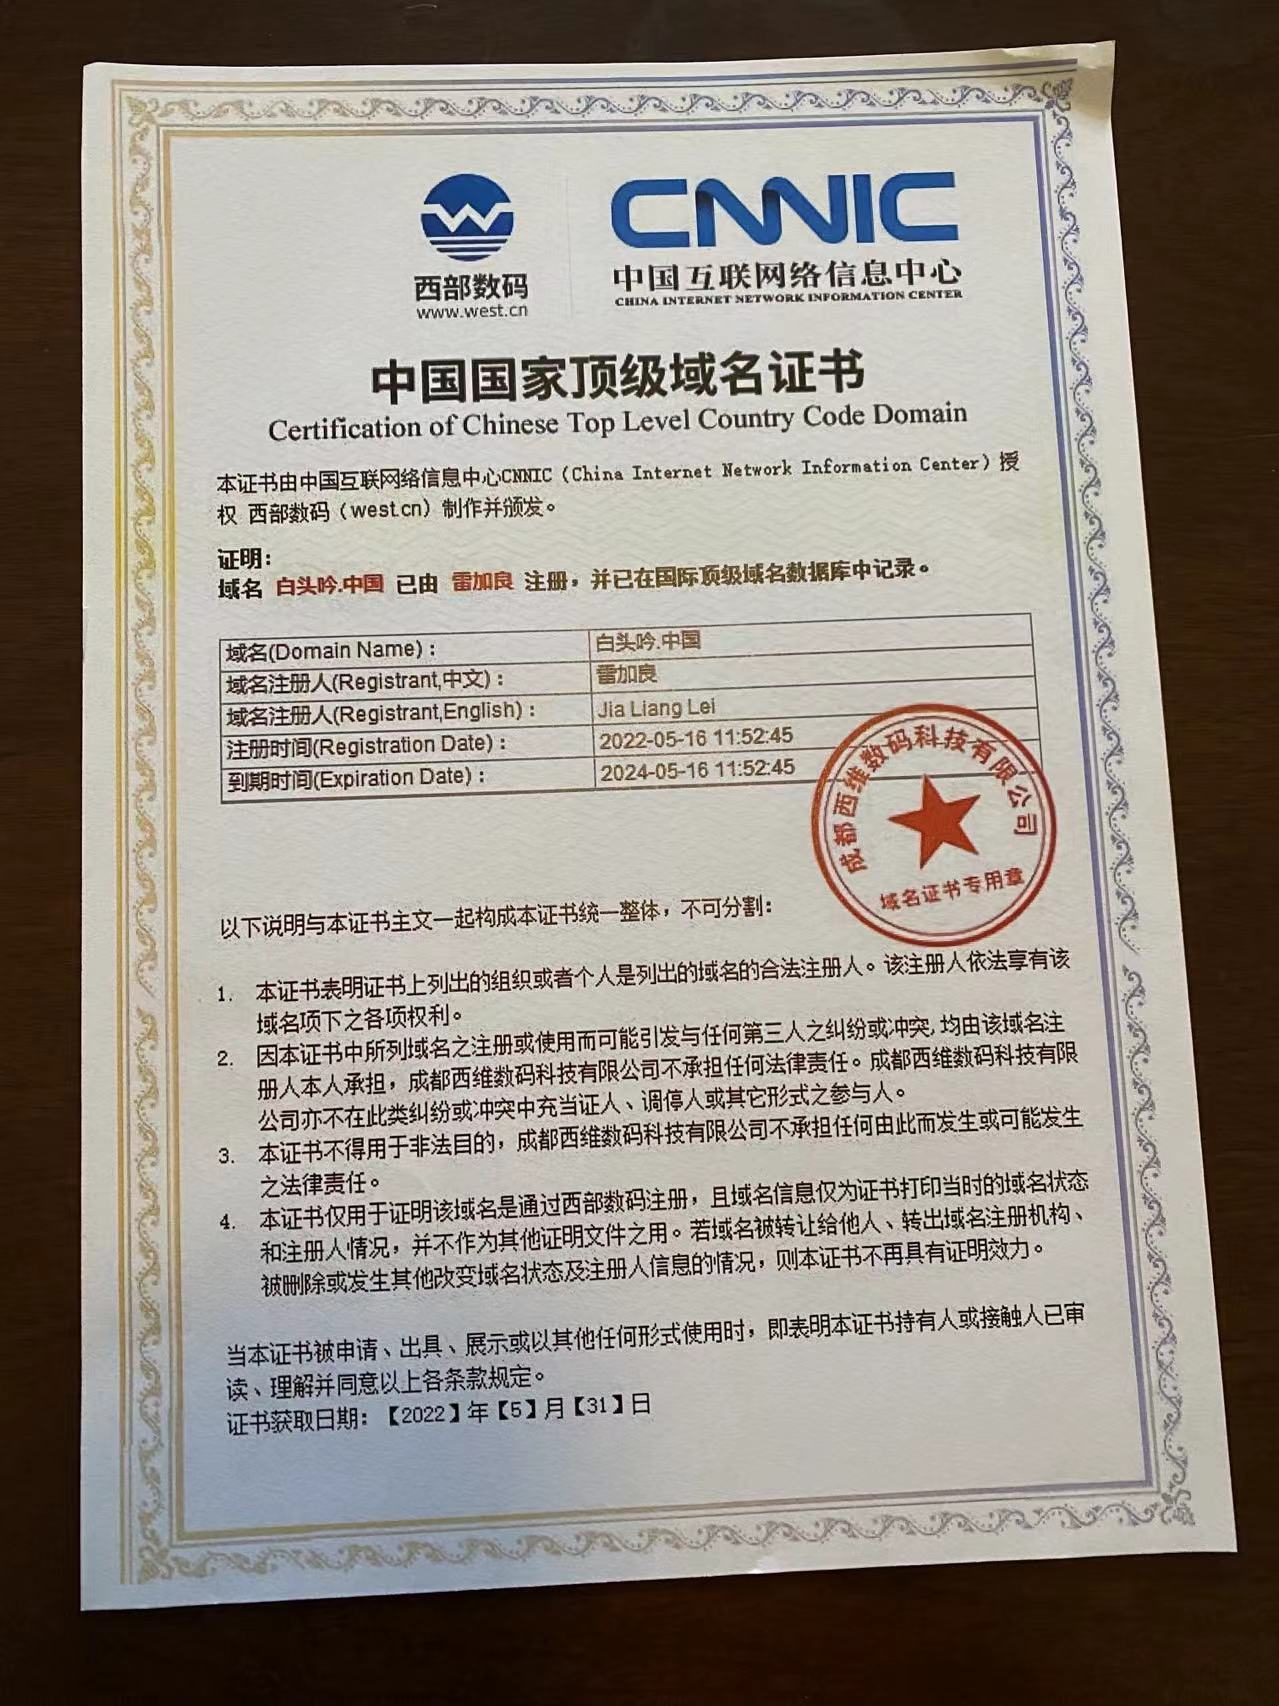 西部数码
www.west.cn
CNNIC
中国互联网络信息中心
CHINA INTERNET NETWORK INFORMATION CENTER
中国国家顶级域名证书
Certification of Chinese Top Level Country Code Domain
本证书由中国互联网络信息中心CNNIC（China Internet Network Information Center）授
权 西部数码（west.cn）制作并颁发。
证明：
域名 白头吟.中国 已由 雷加良 注册，并已在国际顶级域名数据库中记录。
域名(Domain Name)： 白头吟.中国
域名注册人(Registrant,中文)： 雷加良
域名注册人(Registrant,English)： Jia Liang Lei
注册时间(Registration Date)： 2022-05-16 11:52:45
到期时间(Expiration Date)： 2024-05-16 11:52:45
成都西维数码科技有限公司
域名证书专用章
以下说明与本证书主文一起构成本证书统一整体，不可分割：
1. 本证书表明证书上列出的组织或者个人是列出的域名的合法注册人。该注册人依法享有该
域名项下之各项权利。
2. 因本证书中所列域名之注册或使用而可能引发与任何第三人之纠纷或冲突,均由该域名注
册人本人承担，成都西维数码科技有限公司不承担任何法律责任。成都西维数码科技有限
公司亦不在此类纠纷或冲突中充当证人、调停人或其它形式之参与人。
3. 本证书不得用于非法目的，成都西维数码科技有限公司不承担任何由此而发生或可能发生
之法律责任。
4. 本证书仅用于证明该域名是通过西部数码注册，且域名信息仅为证书打印当时的域名状态
和注册人情况，并不作为其他证明文件之用。若域名被转让给他人、转出域名注册机构、
被删除或发生其他改变域名状态及注册人信息的情况，则本证书不再具有证明效力。
当本证书被申请、出具、展示或以其他任何形式使用时，即表明本证书持有人或接触人已审
读、理解并同意以上各条款规定。
证书获取日期：【2022】年【5】月【31】日